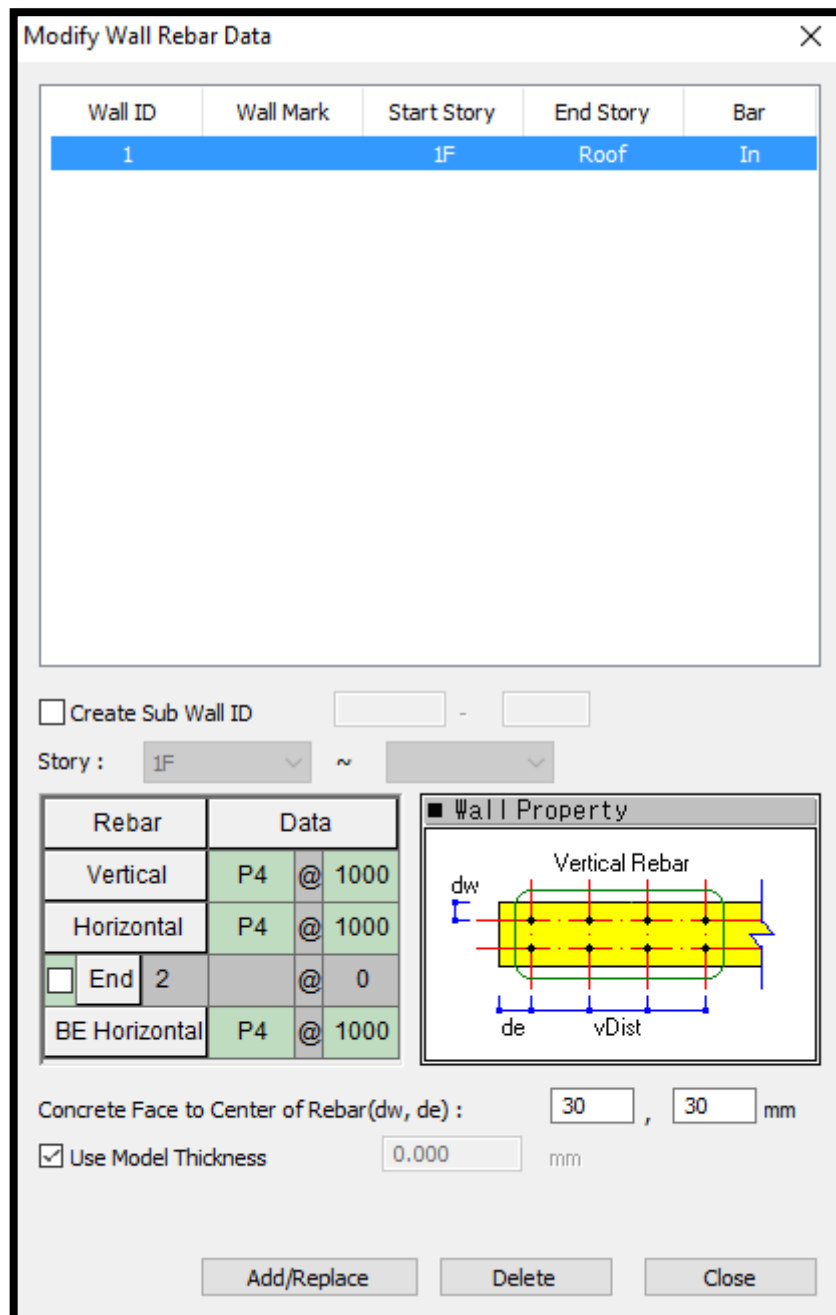 Modify Wall Rebar Data
Wall ID Wall Mark Start Story End Story Bar
1 1F Roof In
Create Sub Wall ID -
Story : 1F ~
Rebar Data
Vertical P4 @ 1000
Horizontal P4 @ 1000
End 2 @ 0
BE Horizontal P4 @ 1000
Wall Property
Vertical Rebar
dw
de vDist
Concrete Face to Center of Rebar(dw, de) : 30 , 30 mm
Use Model Thickness 0.000 mm
Add/Replace Delete Close